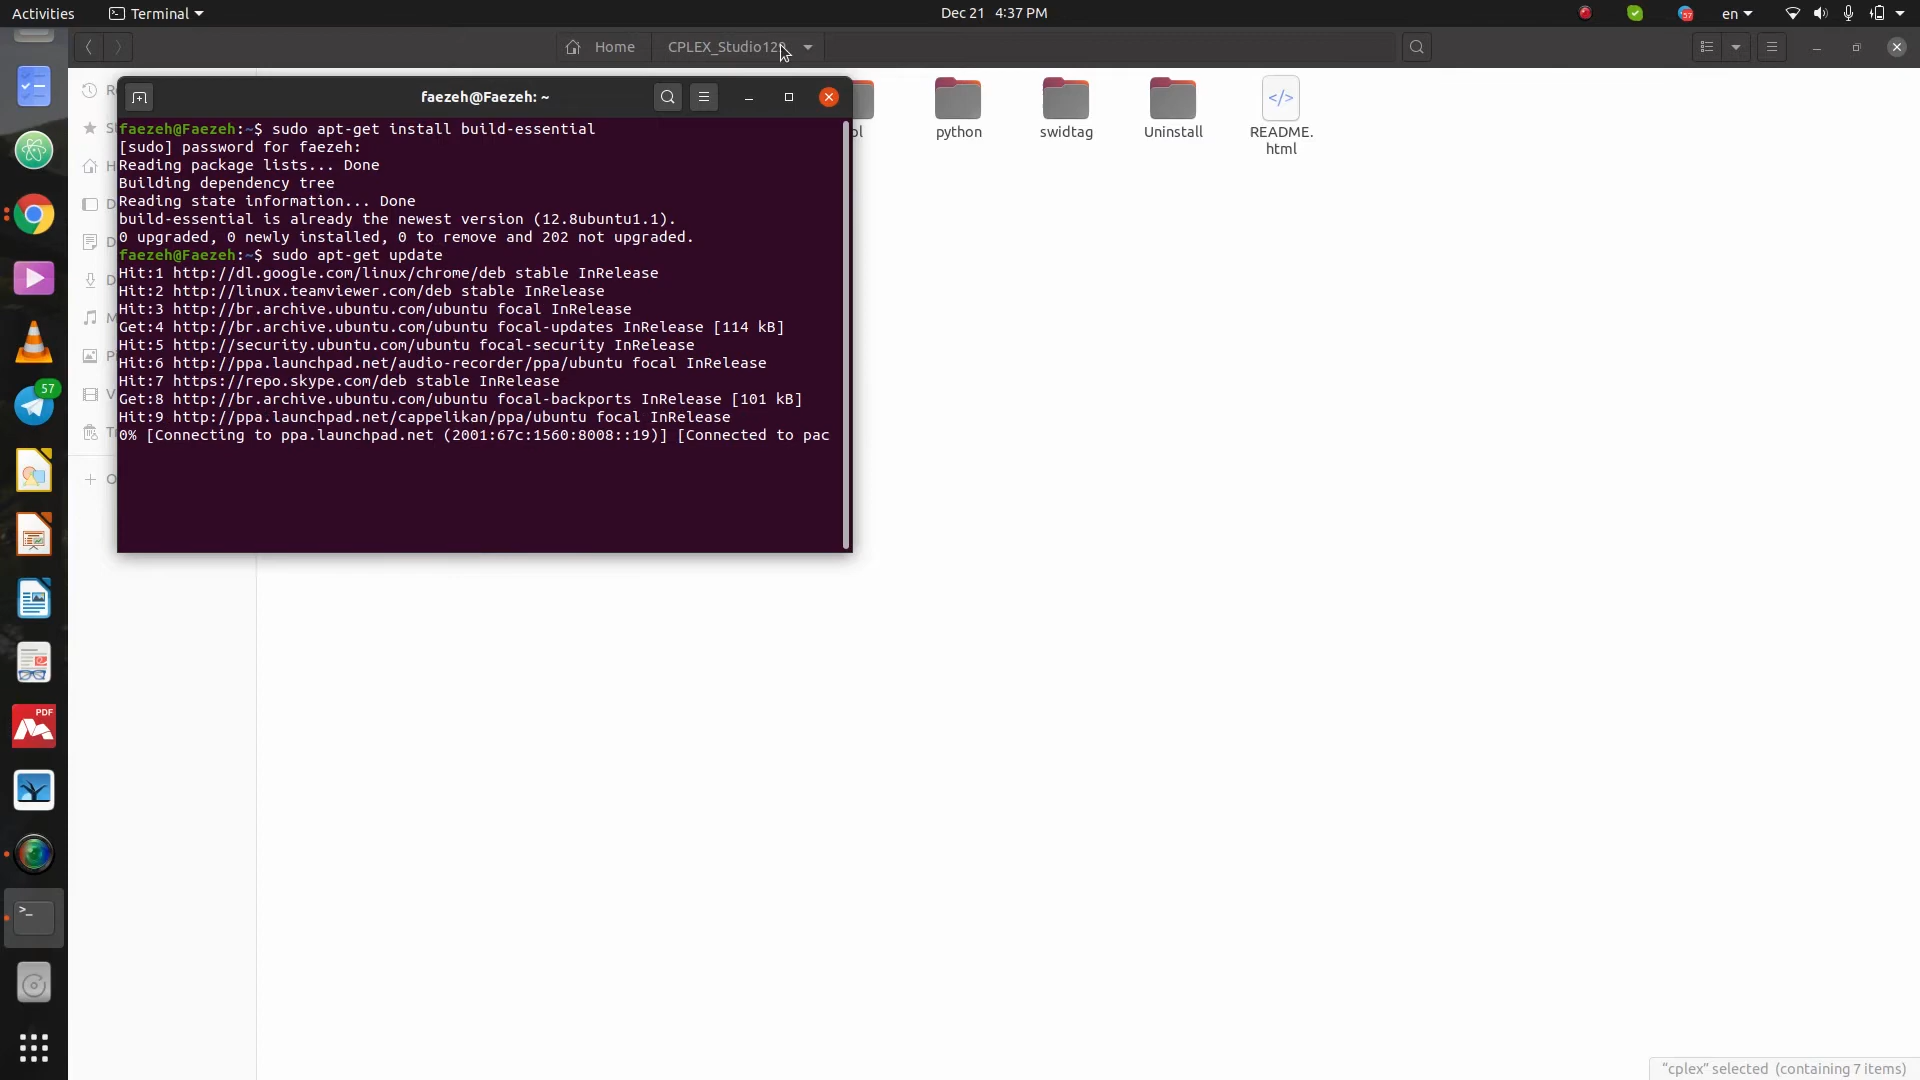 Activities
Terminal
Dec 21 4:37 PM
57
en
Home
faezeh@Faezeh: ~
faezeh@Faezeh:~$ sudo apt-get install build-essential
[sudo] password for faezeh:
Reading package lists... Done
Building dependency tree
Reading state information... Done
build-essential is already the newest version (12.8ubuntu1.1).
0 upgraded, 0 newly installed, 0 to remove and 202 not upgraded.
faezeh@Faezeh:~$ sudo apt-get update
Hit:1 http://dl.google.com/linux/chrome/deb stable InRelease
Hit:2 http://linux.teamviewer.com/deb stable InRelease
Hit:3 http://br.archive.ubuntu.com/ubuntu focal InRelease
Get:4 http://br.archive.ubuntu.com/ubuntu focal-updates InRelease [114 kB]
Hit:5 http://security.ubuntu.com/ubuntu focal-security InRelease
Hit:6 http://ppa.launchpad.net/audio-recorder/ppa/ubuntu focal InRelease
Hit:7 https://repo.skype.com/deb stable InRelease
Get:8 http://br.archive.ubuntu.com/ubuntu focal-backports InRelease [101 kB]
Hit:9 http://ppa.launchpad.net/cappelikan/ppa/ubuntu focal InRelease
0% [Connecting to ppa.launchpad.net (2001:67c:1560:8008::19)] [Connected to pac
python
swidtag
Uninstall
README.
html
57
PDF
"cplex" selected (containing 7 items)